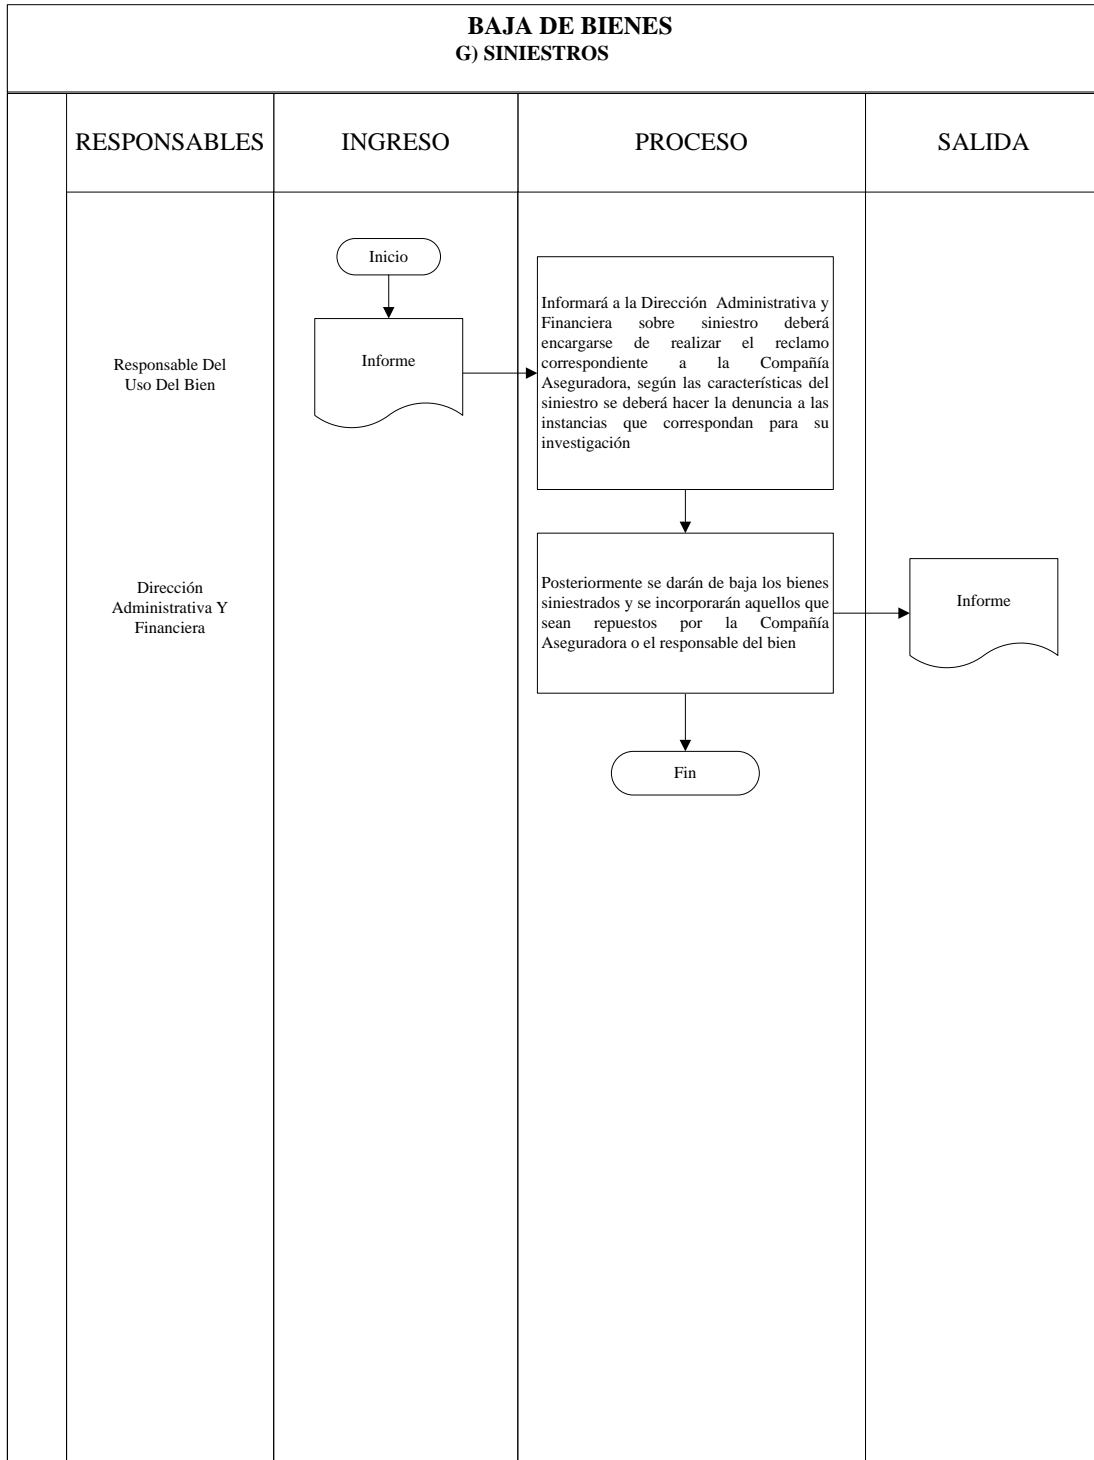 BAJA DE BIENES
G) SINIESTROS
RESPONSABLES
INGRESO
PROCESO
SALIDA
Inicio
Responsable Del
Uso Del Bien
Informe
Informará a la Dirección Administrativa y
Financiera sobre siniestro deberá
encargarse de realizar el reclamo
correspondiente a la Compañía
Aseguradora, según las características del
siniestro se deberá hacer la denuncia a las
instancias que correspondan para su
investigación
Dirección
Administrativa Y
Financiera
Posteriormente se darán de baja los bienes
siniestrados y se incorporarán aquellos que
sean repuestos por la Compañía
Aseguradora o el responsable del bien
Informe
Fin